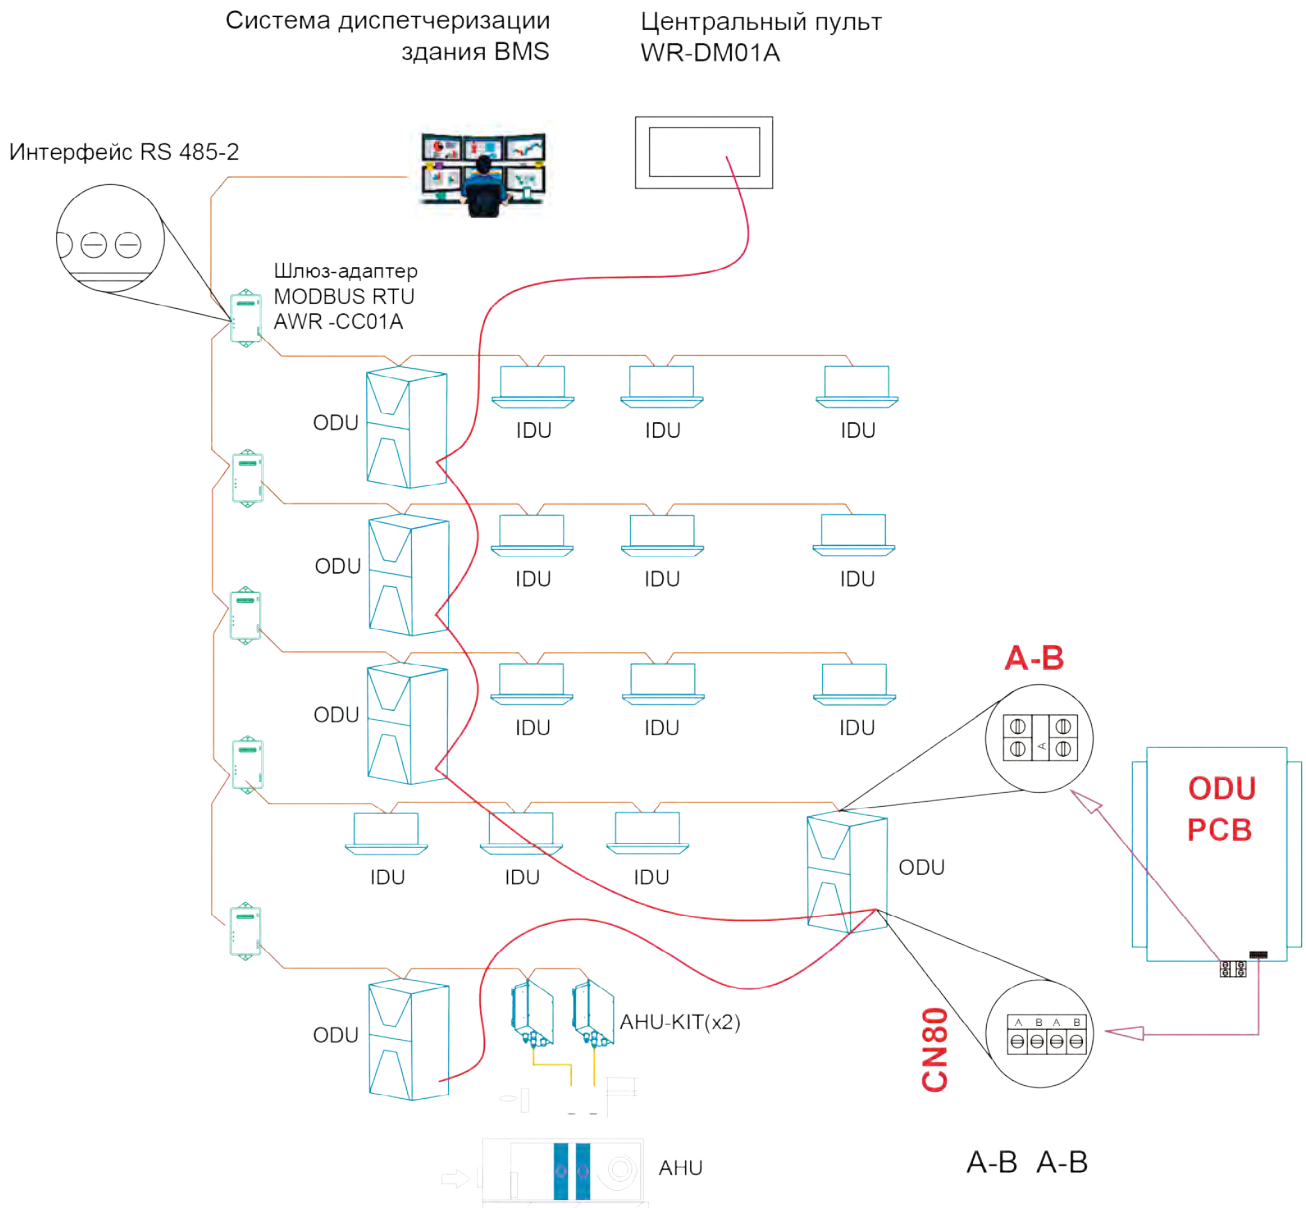 Система диспетчеризации
здания BMS
Центральный пульт
WR-DM01A
Интерфейс RS 485-2
Шлюз-адаптер
MODBUS RTU
AWR -CC01A
ODU
IDU
IDU
IDU
ODU
IDU
IDU
IDU
ODU
IDU
IDU
IDU
A-B
A
ODU
PCB
IDU
IDU
IDU
ODU
ODU
AHU-KIT(x2)
CN80
A B A B
AHU
A-B A-B